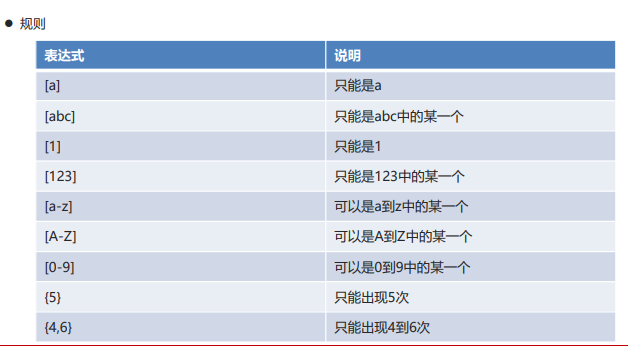 ● 规则
表达式 说明
[a] 只能是a
[abc] 只能是abc中的某一个
[1] 只能是1
[123] 只能是123中的某一个
[a-z] 可以是a到z中的某一个
[A-Z] 可以是A到Z中的某一个
[0-9] 可以是0到9中的某一个
{5} 只能出现5次
{4,6} 只能出现4到6次